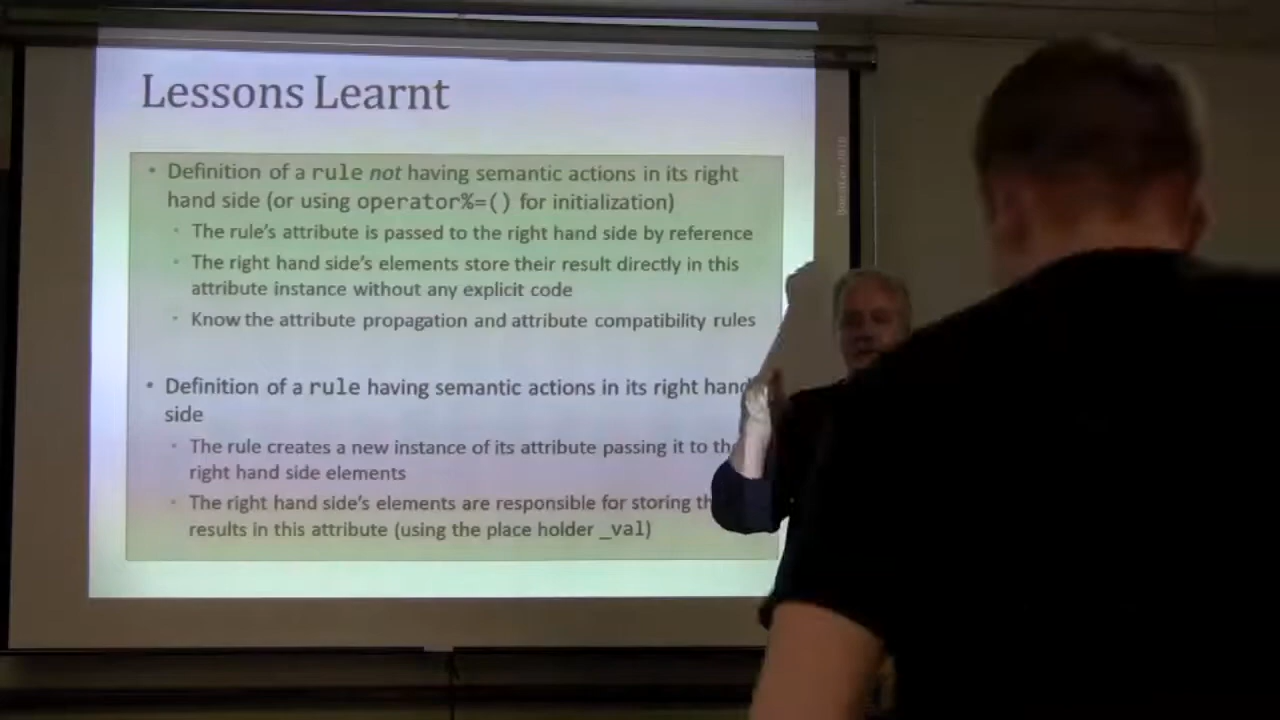 Lessons Learnt
• Definition of a rule not having semantic actions in its right
hand side (or using operator%=() for initialization)
• The rule's attribute is passed to the right hand side by reference
• The right hand side's elements store their result directly in this
attribute instance without any explicit code
• Know the attribute propagation and attribute compatibility rules
• Definition of a rule having semantic actions in its right hand
side
• The rule creates a new instance of its attribute passing it to the
right hand side elements
• The right hand side's elements are responsible for storing th
results in this attribute (using the place holder _val)